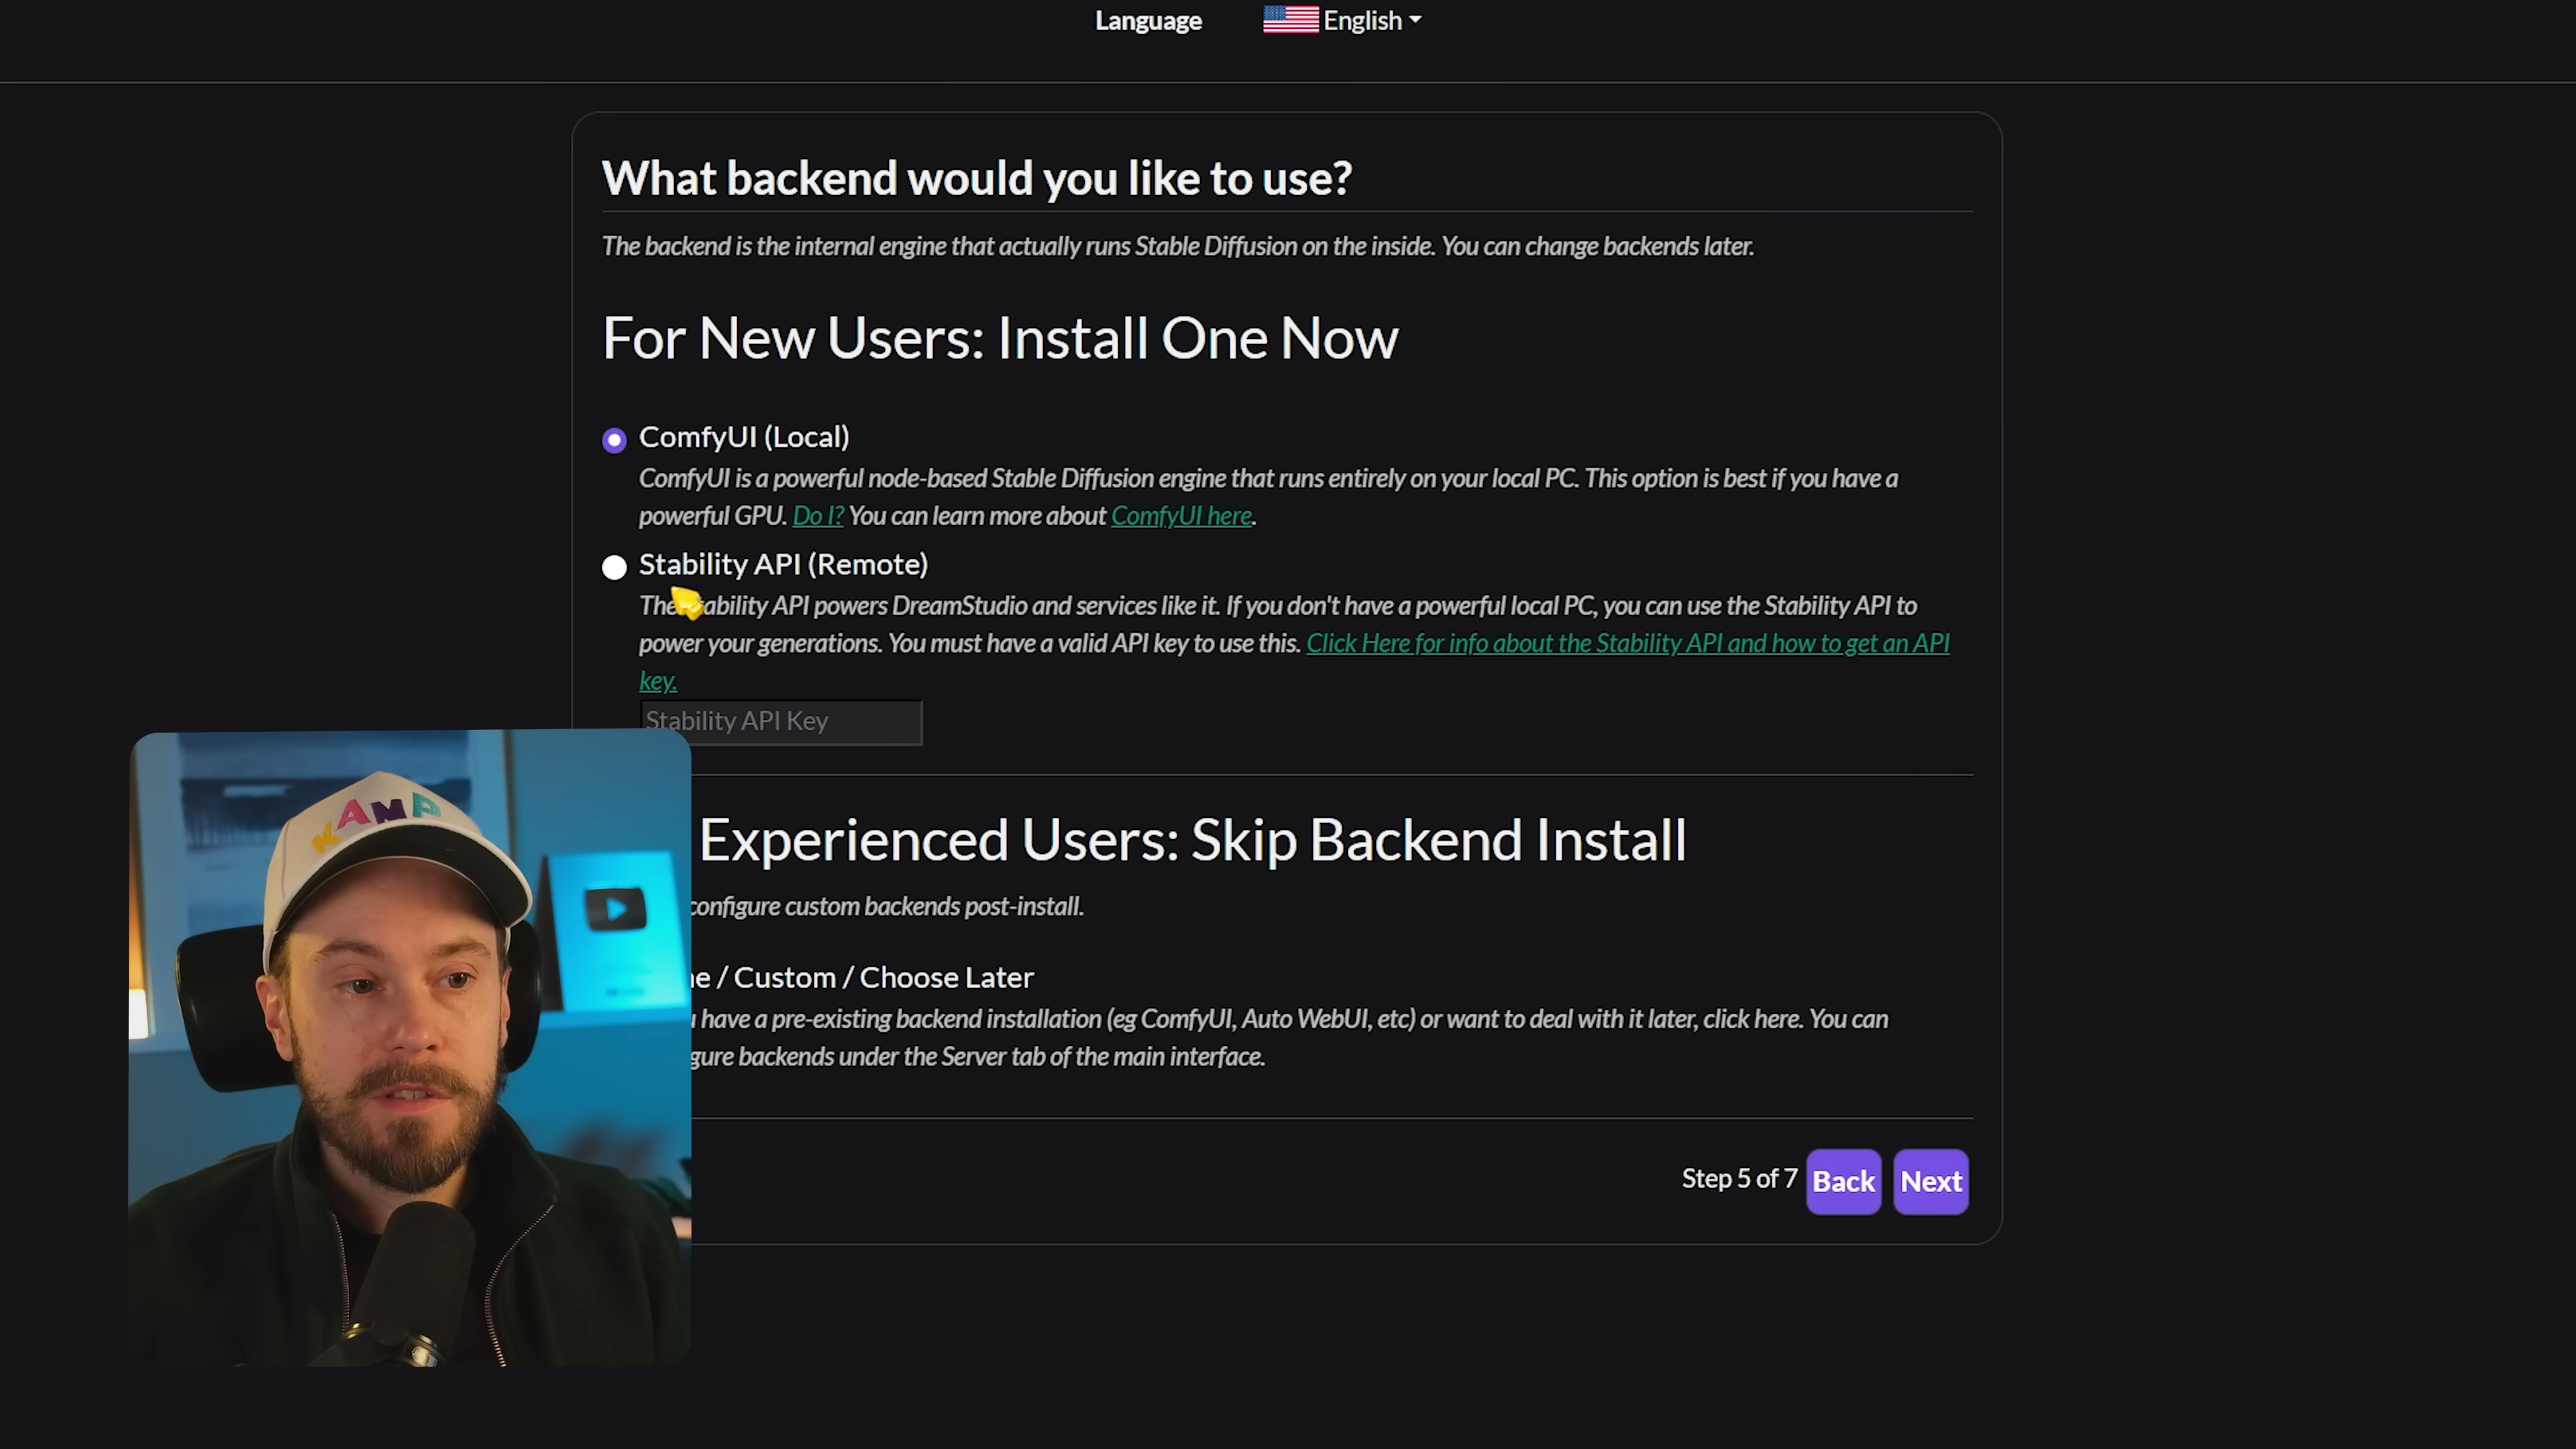 Language English
What backend would you like to use?
The backend is the internal engine that actually runs Stable Diffusion on the inside. You can change backends later.
For New Users: Install One Now
ComfyUI (Local)
ComfyUI is a powerful node-based Stable Diffusion engine that runs entirely on your local PC. This option is best if you have a
powerful GPU. Do I? You can learn more about ComfyUI here.
Stability API (Remote)
The ability API powers DreamStudio and services like it. If you don't have a powerful local PC, you can use the Stability API to
power your generations. You must have a valid API key to use this. Click Here for info about the Stability API and how to get an API
key.
Stability API Key
Experienced Users: Skip Backend Install
configure custom backends post-install.
/ Custom / Choose Later
have a pre-existing backend installation (eg ComfyUI, Auto WebUI, etc) or want to deal with it later, click here. You can
gure backends under the Server tab of the main interface.
Step 5 of 7 Back Next
KAMP